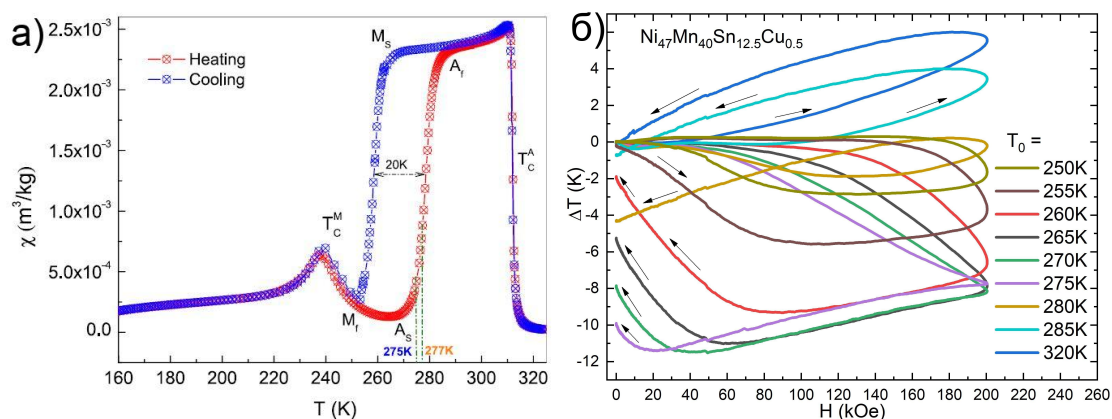 а)
Heating
Cooling
M_S
A_f
20K
T_C^A
T_C^M
M_f
A_S
275K
277K
χ (m³/kg)
2.5x10⁻³
2.0x10⁻³
1.5x10⁻³
1.0x10⁻³
5.0x10⁻⁴
0.0
160 180 200 220 240 260 280 300 320
T (K)
б)
Ni₄₇Mn₄₀Sn₁₂.₅Cu₀.₅
T₀ =
250K
255K
260K
265K
270K
275K
280K
285K
320K
ΔT (K)
6
4
2
0
-2
-4
-6
-8
-10
-12
0 20 40 60 80 100 120 140 160 180 200 220 240 260
H (kOe)